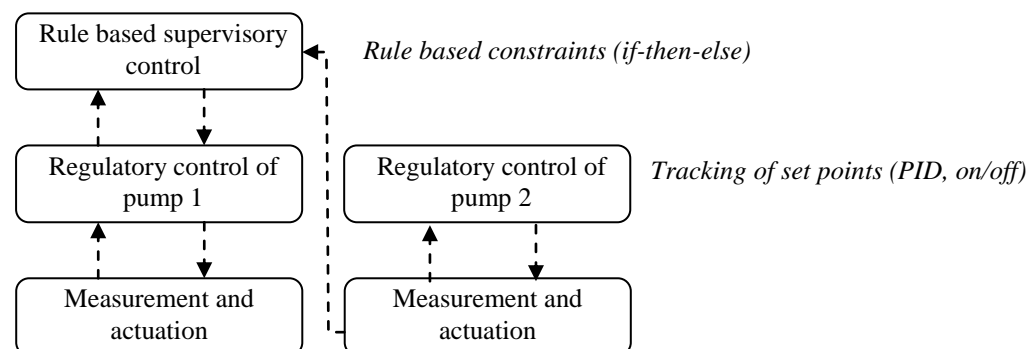 Rule based supervisory
control
Rule based constraints (if-then-else)
Regulatory control of
pump 1
Regulatory control of
pump 2
Tracking of set points (PID, on/off)
Measurement and
actuation
Measurement and
actuation